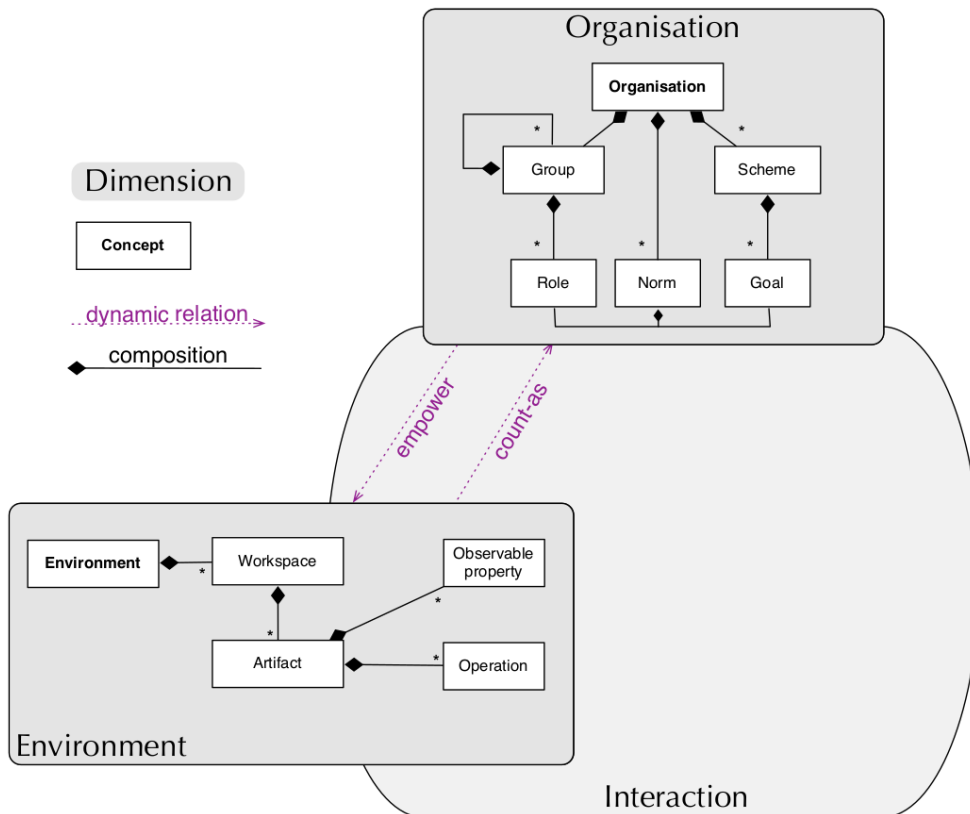 Organisation
Organisation
*
*
Group
Scheme
*
*
*
Role
Norm
Goal
Dimension
Concept
dynamic relation
composition
empower
count-as
Environment
*
Workspace
Observable
property
*
*
Artifact
*
Operation
Environment
Interaction